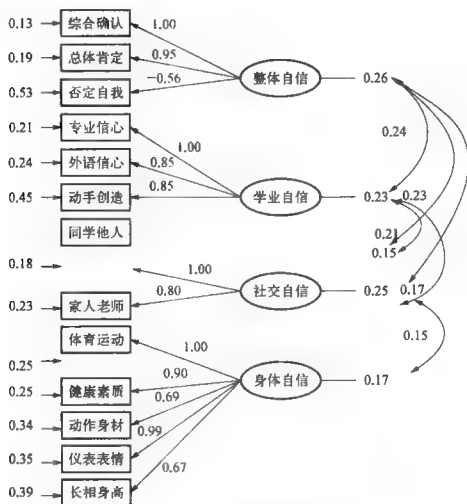 0.13 综合确认 1.00
0.19 总体肯定 0.95
0.53 否定自我 -0.56 整体自信 0.26
0.21 专业信心 1.00 0.24
0.24 外语信心 0.85
0.45 动手创造 0.85 学业自信 0.23 0.23
同学他人 0.21
0.15
0.18 1.00 社交自信 0.25 0.17
0.23 家人老师 0.80
体育运动 1.00 0.15
0.25
0.25 健康素质 0.90 身体自信 0.17
0.34 动作身材 0.69
0.35 仪表表情 0.99
0.39 长相身高 0.67